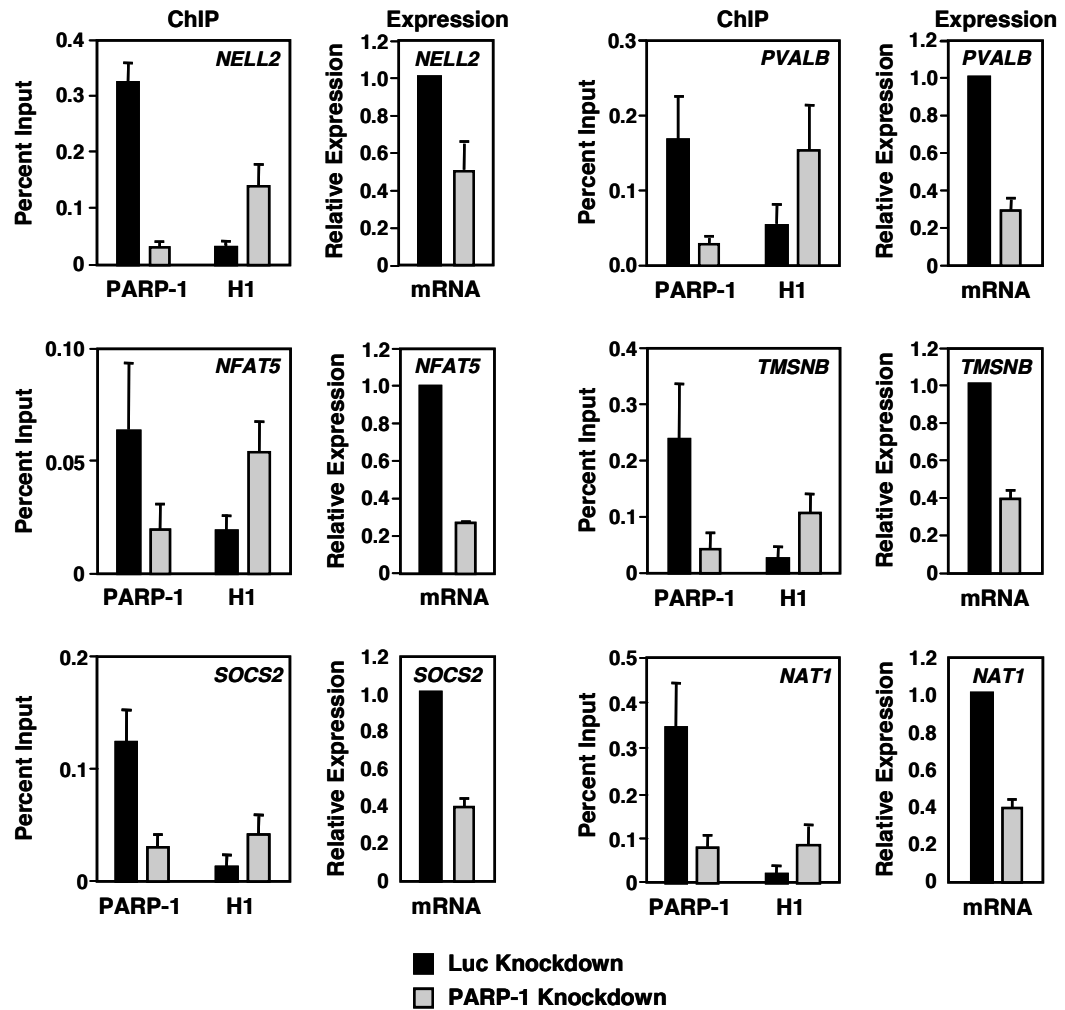 ChIP Expression ChIP Expression
0.4 NELL2 1.2 NELL2 0.3 PVALB 1.2 PVALB
1.0 1.0
0.3 0.8 0.2 0.8
0.2 0.6 0.6
0.1 0.4 0.1 0.4
0.2 0.2
0 0 0.0 0
Percent Input Relative Expression Percent Input Relative Expression
PARP-1 H1 mRNA PARP-1 H1 mRNA
0.10 NFAT5 1.2 NFAT5 0.4 TMSNB 1.2 TMSNB
1.0 0.3 1.0
0.8 0.8
0.05 0.6 0.2 0.6
0.4 0.1 0.4
0.2 0.2
0 0 0 0
Percent Input Relative Expression Percent Input Relative Expression
PARP-1 H1 mRNA PARP-1 H1 mRNA
0.2 SOCS2 1.2 SOCS2 0.5 NAT1 1.2 NAT1
1.0 0.4 1.0
0.1 0.8 0.3 0.8
0.6 0.2 0.6
0.4 0.1 0.4
0.2 0.2
0 0 0 0
Percent Input Relative Expression Percent Input Relative Expression
PARP-1 H1 mRNA PARP-1 H1 mRNA
Luc Knockdown
PARP-1 Knockdown